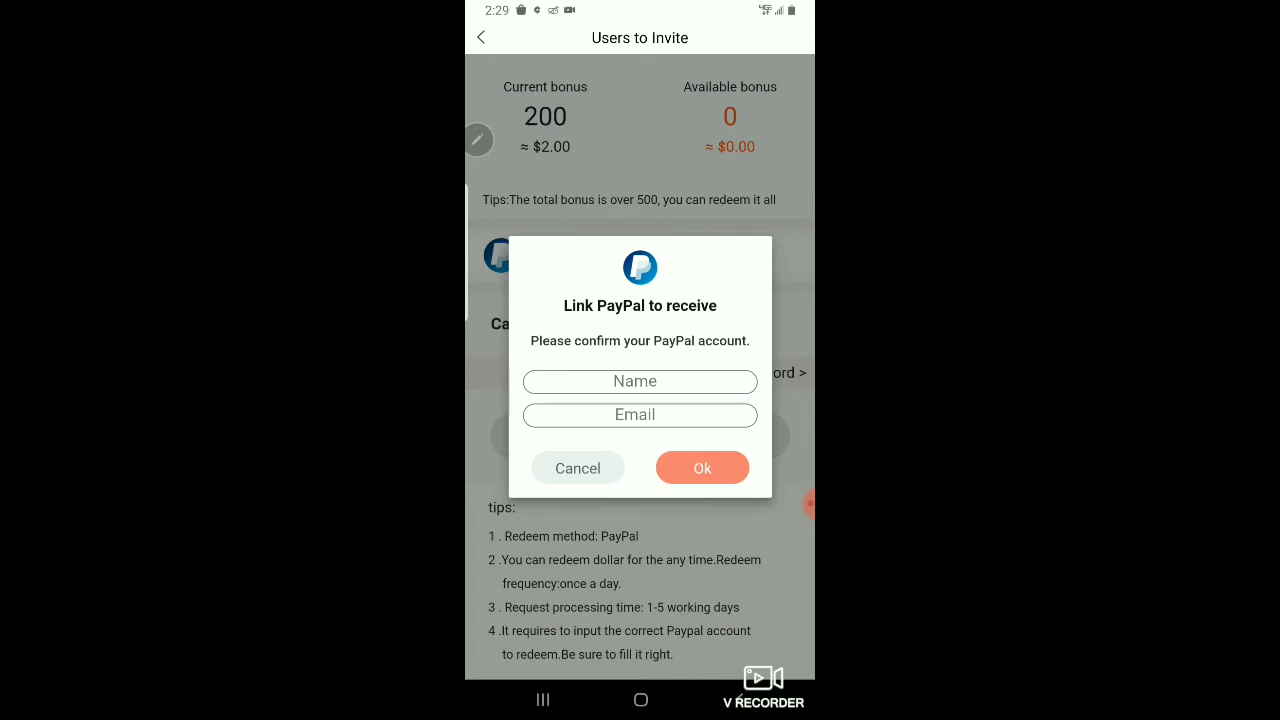 2:29
Users to Invite
Current bonus
Available bonus
200
0
≈ $2.00
≈ $0.00
Tips:The total bonus is over 500, you can redeem it all
Link PayPal to receive
Ca
Please confirm your PayPal account.
ord >
Name
Email
Cancel
Ok
tips:
1 . Redeem method: PayPal
2 .You can redeem dollar for the any time.Redeem
frequency:once a day.
3 . Request processing time: 1-5 working days
4 .It requires to input the correct Paypal account
to redeem.Be sure to fill it right.
V RECORDER